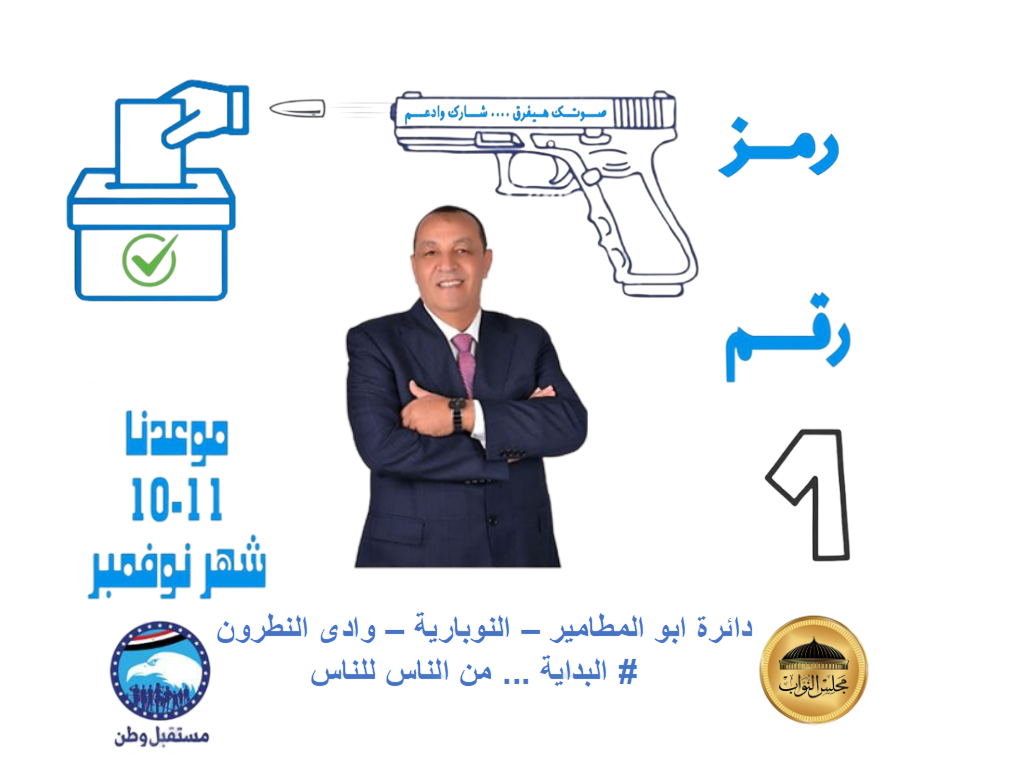 صوتك هيفرق .... شارك وادعم
رمز
رقم
1
موعدنا
10-11
شهر نوفمبر
دائرة ابو المطامير – النوبارية – وادى النطرون
# البداية ... من الناس للناس
مستقبل وطن
مجلس النواب